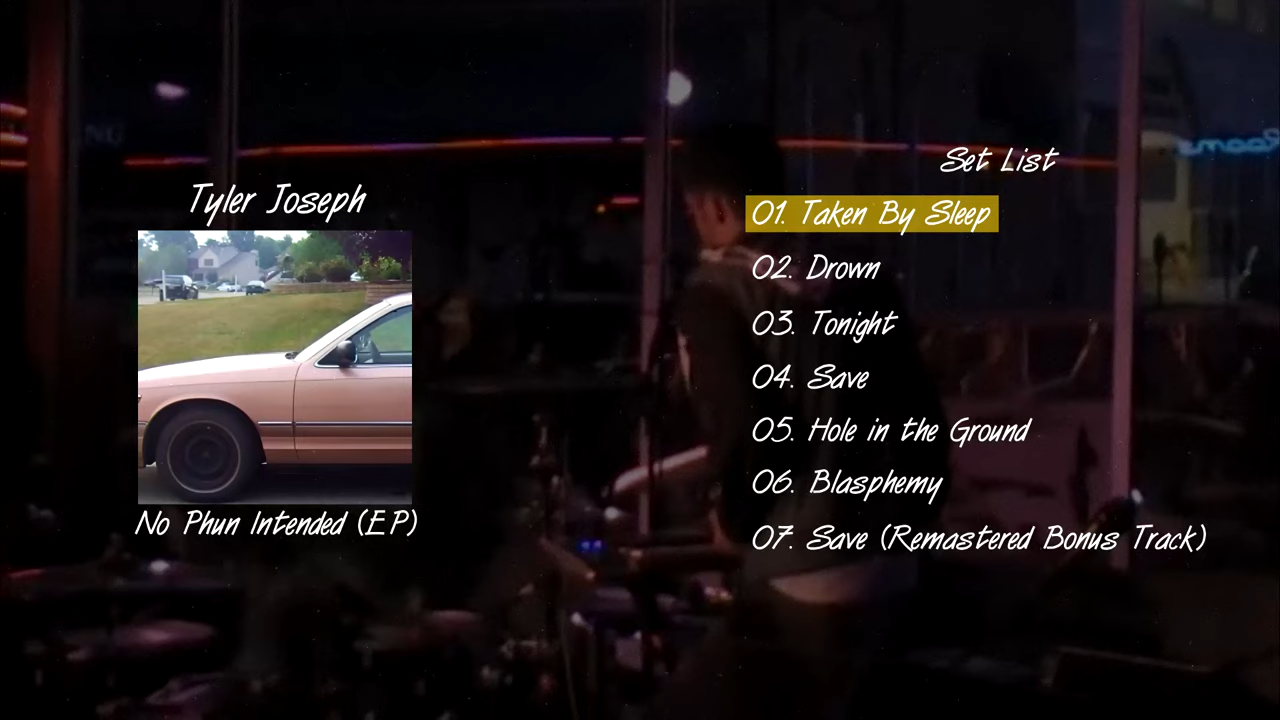 Tyler Joseph
No Phun Intended (EP)
Set List
01. Taken By Sleep
02. Drown
03. Tonight
04. Save
05. Hole in the Ground
06. Blasphemy
07. Save (Remastered Bonus Track)